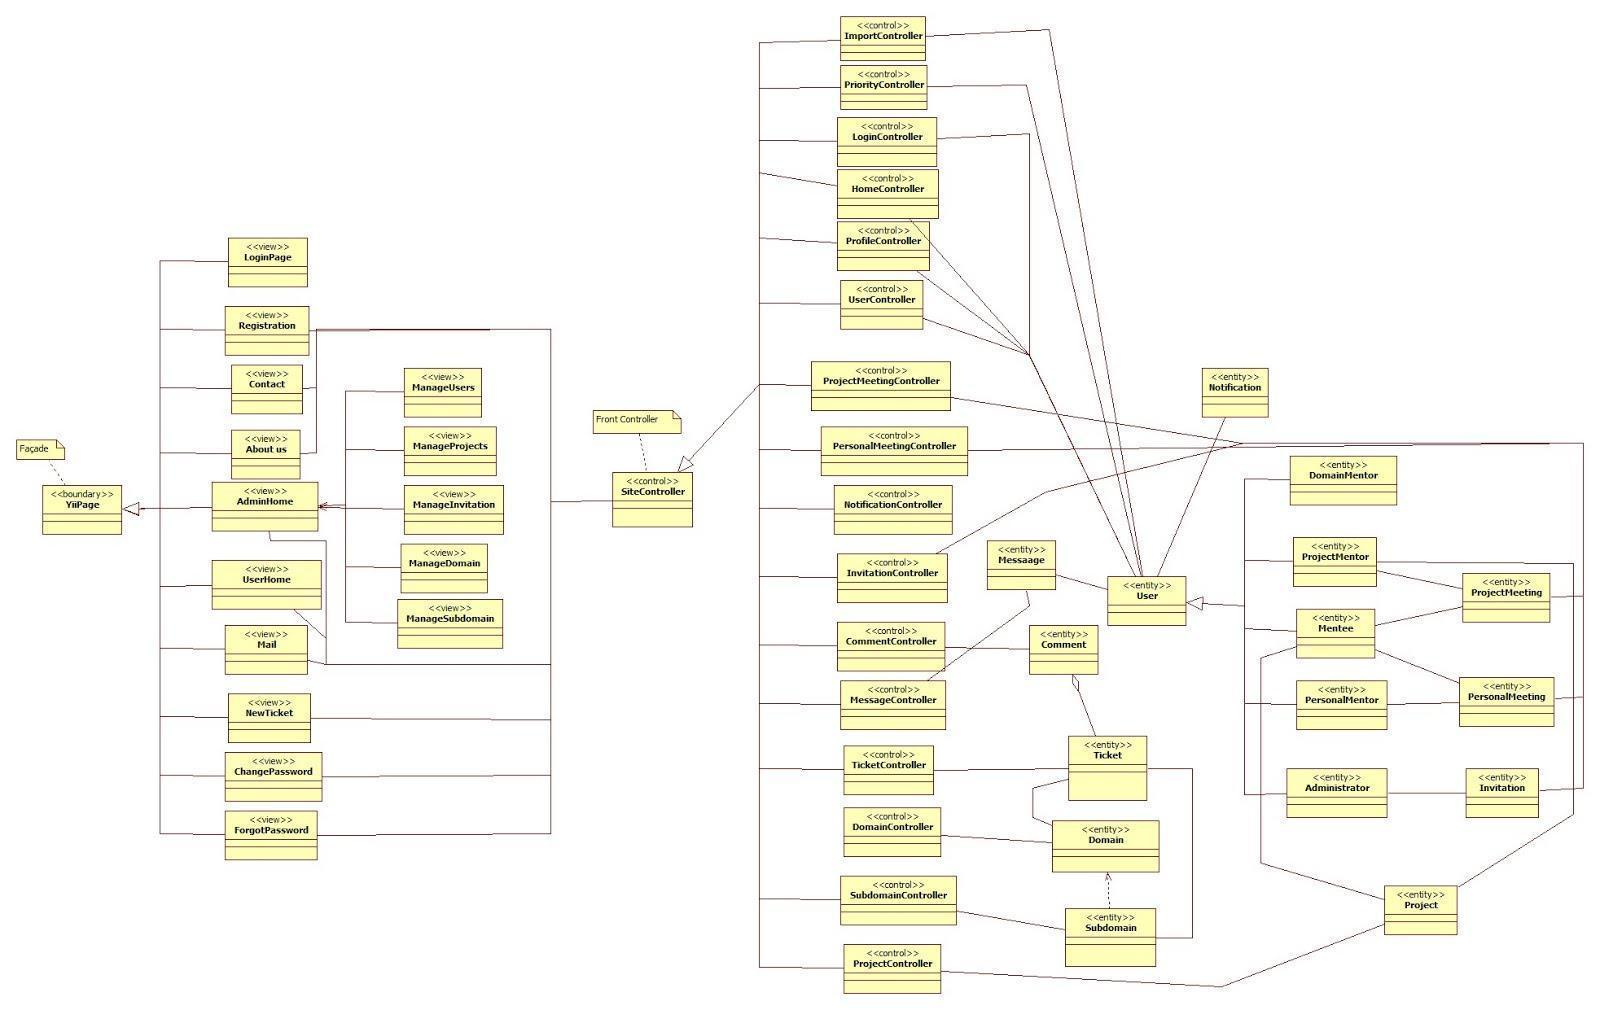 Façade
<<boundary>>
YiiPage
<<view>>
LoginPage
<<view>>
Registration
<<view>>
Contact
<<view>>
About us
<<view>>
AdminHome
<<view>>
UserHome
<<view>>
Mail
<<view>>
NewTicket
<<view>>
ChangePassword
<<view>>
ForgotPassword
<<view>>
ManageUsers
<<view>>
ManageProjects
<<view>>
ManageInvitation
<<view>>
ManageDomain
<<view>>
ManageSubdomain
Front Controller
<<control>>
SiteController
<<control>>
ImportController
<<control>>
PriorityController
<<control>>
LoginController
<<control>>
HomeController
<<control>>
ProfileController
<<control>>
UserController
<<control>>
ProjectMeetingController
<<control>>
PersonalMeetingController
<<control>>
NotificationController
<<control>>
InvitationController
<<control>>
CommentController
<<control>>
MessageController
<<control>>
TicketController
<<control>>
DomainController
<<control>>
SubdomainController
<<control>>
ProjectController
<<entity>>
Messaage
<<entity>>
Comment
<<entity>>
Ticket
<<entity>>
Domain
<<entity>>
Subdomain
<<entity>>
User
<<entity>>
Notification
<<entity>>
DomainMentor
<<entity>>
ProjectMentor
<<entity>>
Mentee
<<entity>>
PersonalMentor
<<entity>>
Administrator
<<entity>>
ProjectMeeting
<<entity>>
PersonalMeeting
<<entity>>
Invitation
<<entity>>
Project